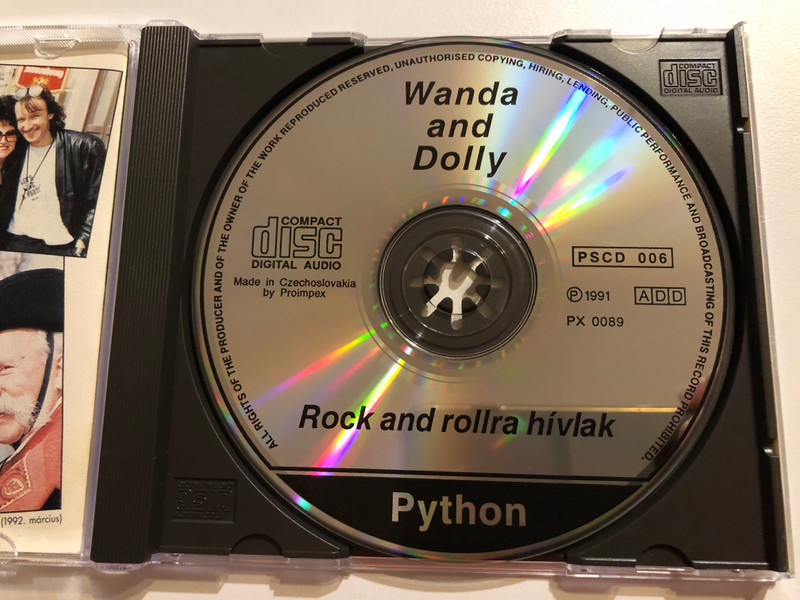 ALL RIGHTS OF THE PRODUCER AND OF THE OWNER OF THE WORK REPRODUCED RESERVED, UNAUTHORISED COPYING, HIRING, LENDING, PUBLIC PERFORMANCE AND BROADCASTING OF THIS RECORD PROHIBITED.
Wanda
and
Dolly
COMPACT
disc
DIGITAL AUDIO
Made in Czechoslovakia
by Proimpex
PSCD 006
Ⓟ 1991 ADD
PX 0089
Rock and rollra hívlak
Python
COMPACT
disc
DIGITAL AUDIO
(1992. március)